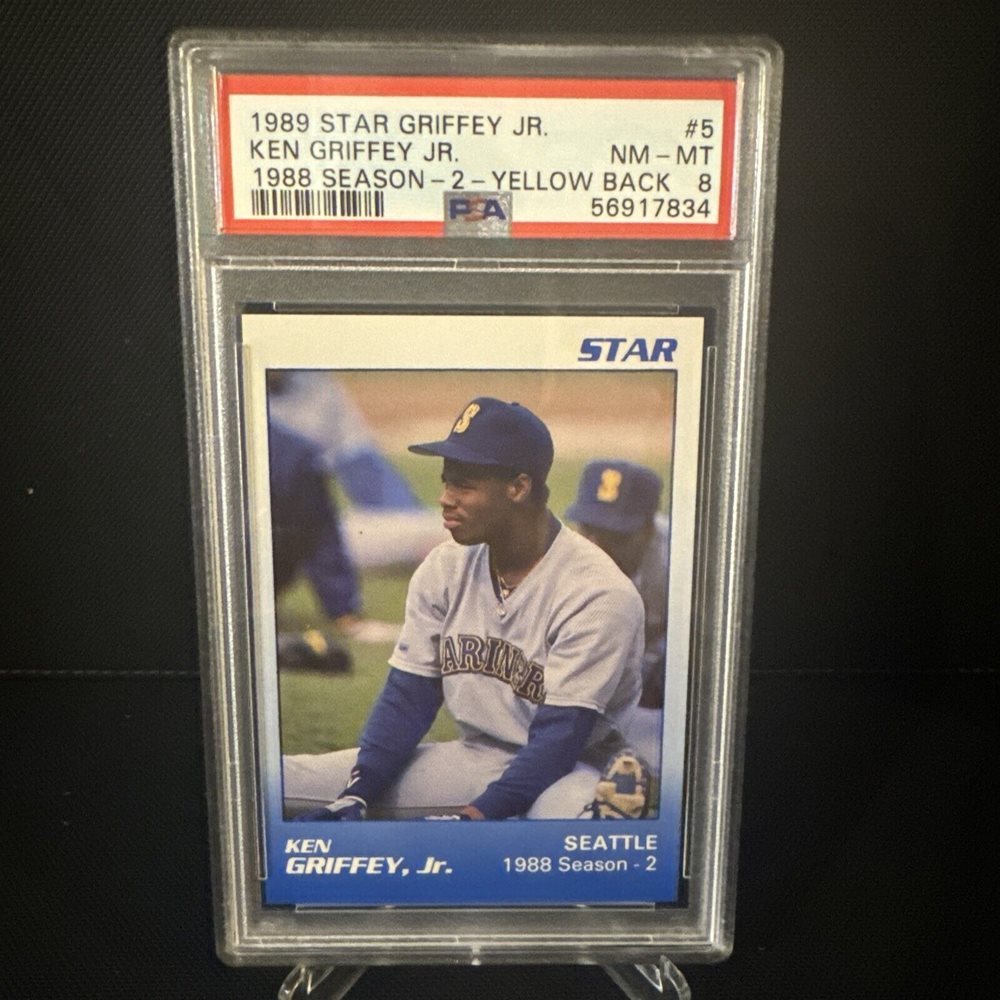 1989 STAR GRIFFEY JR. #5
KEN GRIFFEY JR. NM - MT
1988 SEASON - 2 - YELLOW BACK 8
PSA 56917834
STAR
S
S
ARINER
KEN SEATTLE
GRIFFEY, Jr. 1988 Season - 2